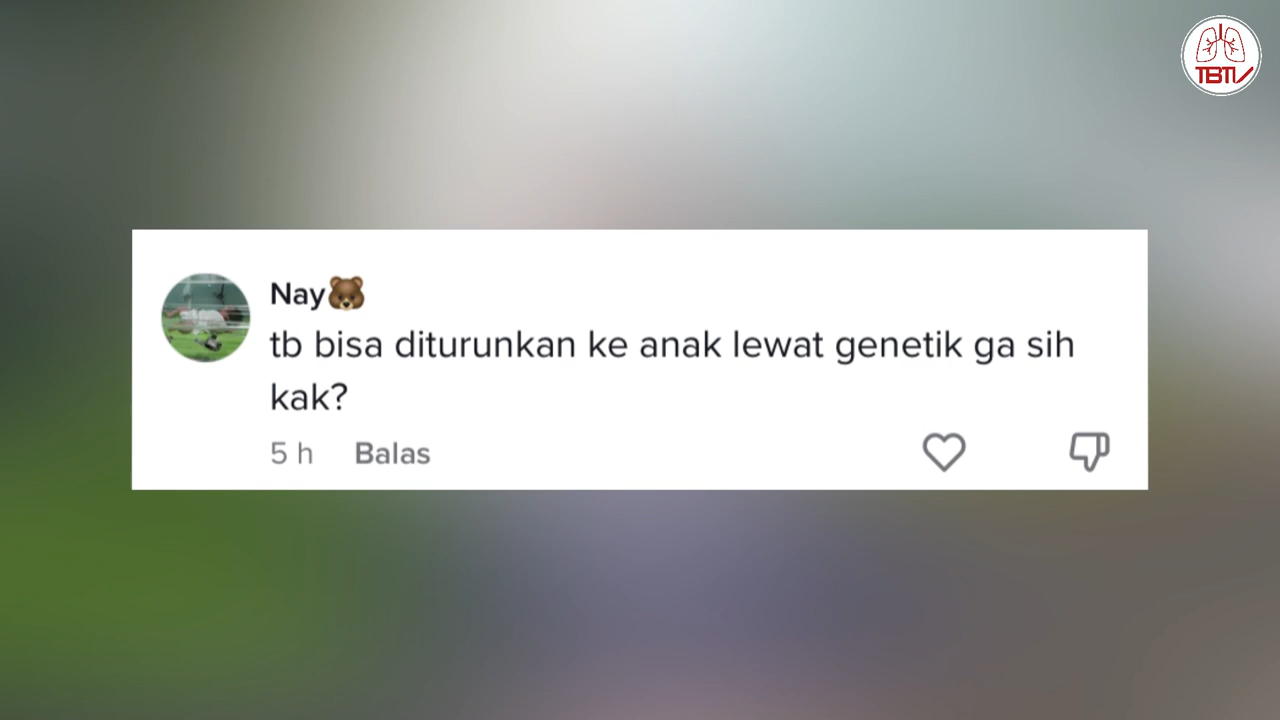 TBTV
Nay🐻
tb bisa diturunkan ke anak lewat genetik ga sih
kak?
5 h Balas